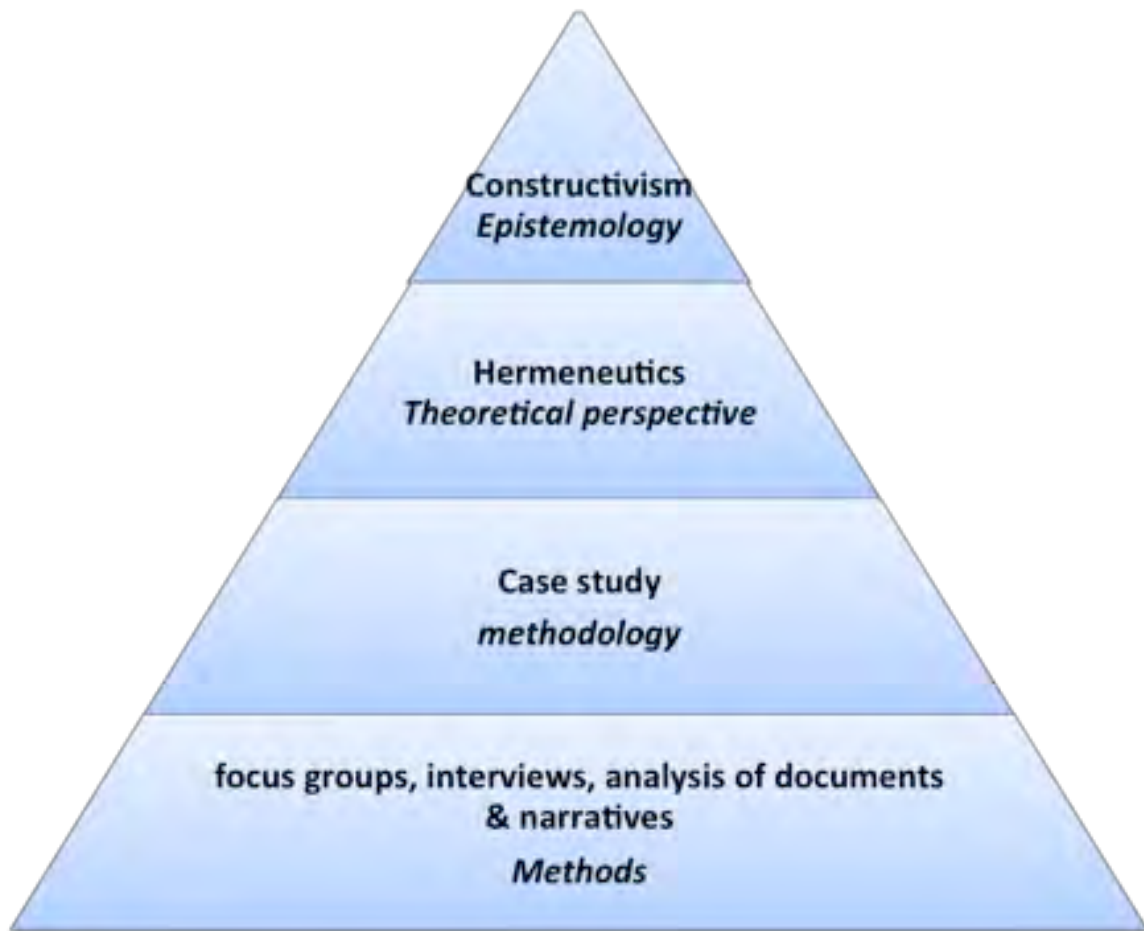 Constructivism
Epistemology
Hermeneutics
Theoretical perspective
Case study
methodology
focus groups, interviews, analysis of documents
& narratives
Methods